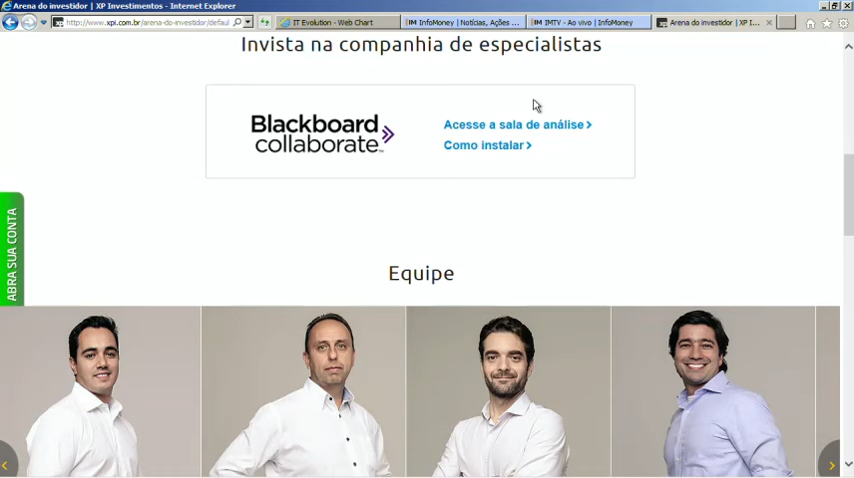 Arena do investidor | XP Investimentos - Internet Explorer
http://www.xpi.com.br/arena-do-investidor/defaul
IT Evolution - Web Chart
InfoMoney | Notícias, Ações ...
IMTV - Ao vivo | InfoMoney
Arena do investidor | XP I...
Invista na companhia de especialistas
Blackboard
collaborate™
Acesse a sala de análise
Como instalar
ABRA SUA CONTA
Equipe